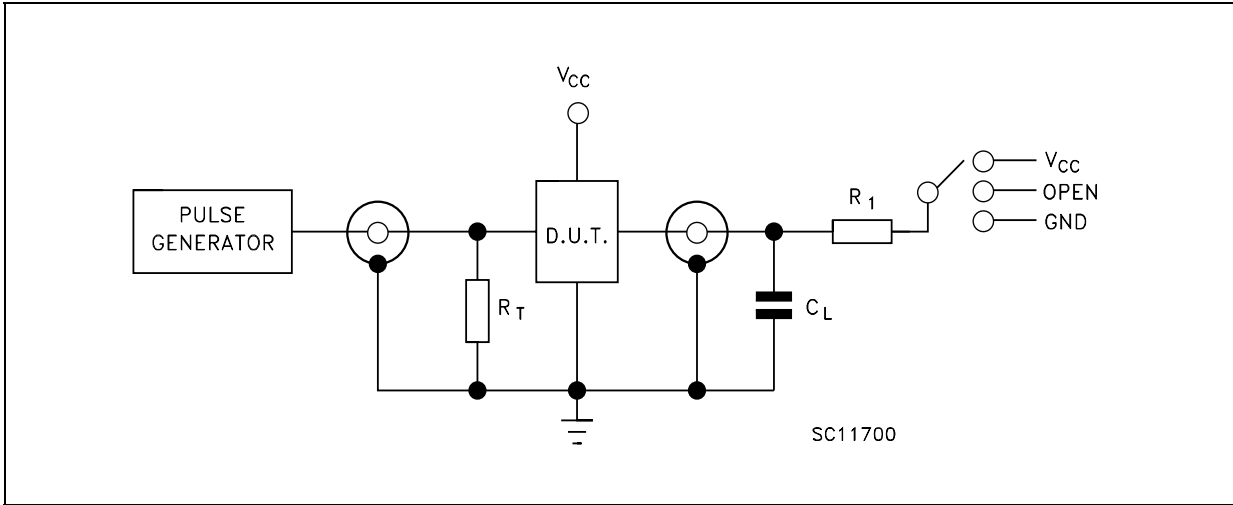 VCC
PULSE
GENERATOR
RT
D.U.T.
CL
R1
VCC
OPEN
GND
SC11700